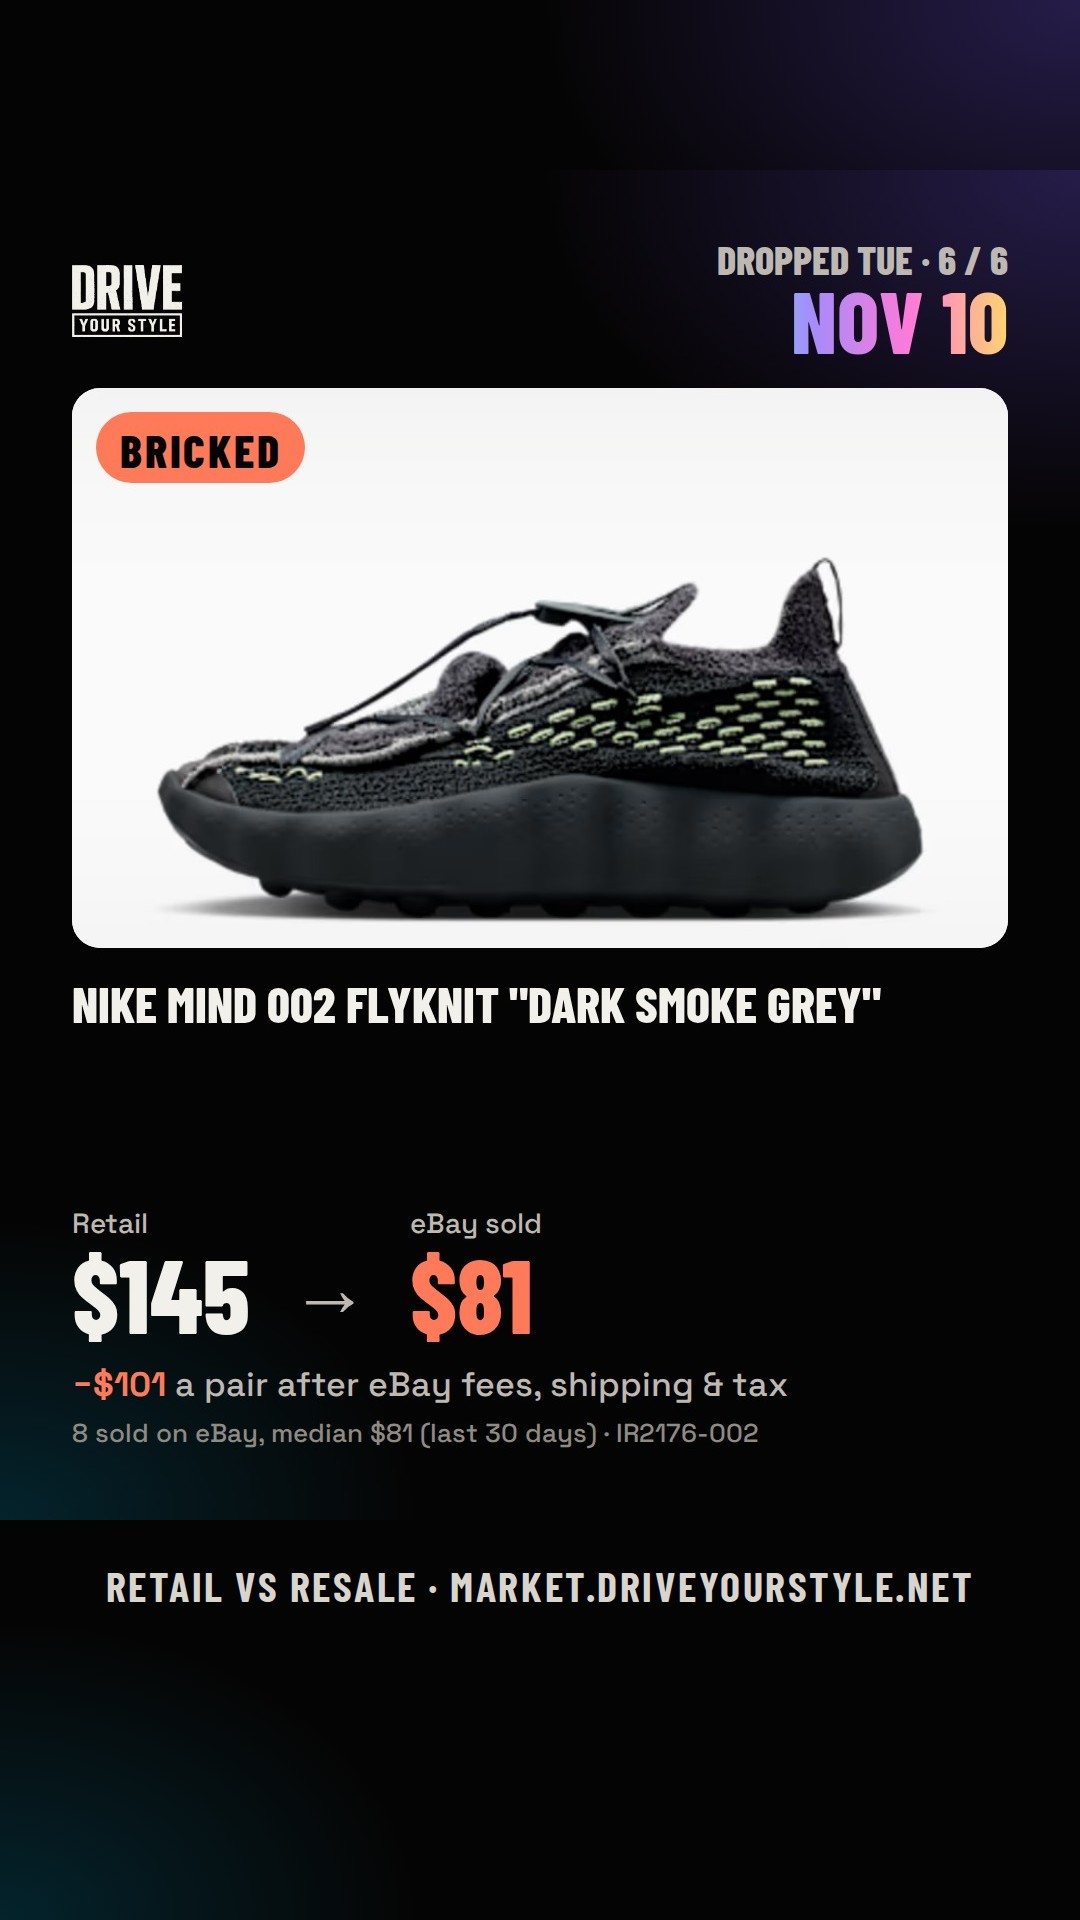 DRIVE
YOUR STYLE
DROPPED TUE · 6 / 6
NOV 10
BRICKED
NIKE MIND 002 FLYKNIT "DARK SMOKE GREY"
Retail
eBay sold
$145 → $81
−$101 a pair after eBay fees, shipping & tax
8 sold on eBay, median $81 (last 30 days) · IR2176-002
RETAIL VS RESALE · MARKET.DRIVEYOURSTYLE.NET